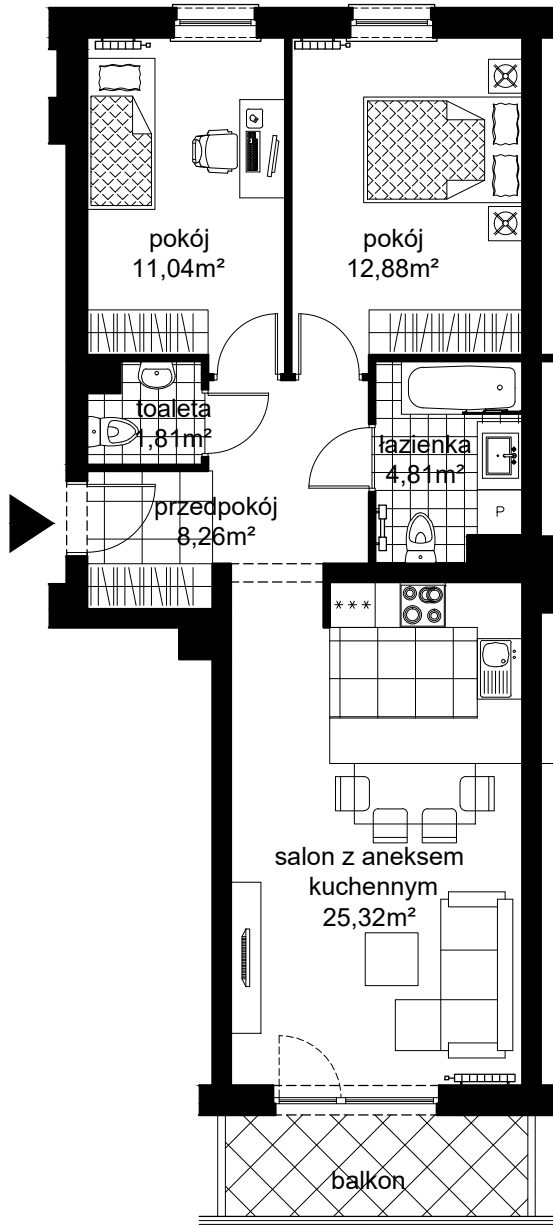 pokój
11,04m²
pokój
12,88m²
toaleta
1,81m²
łazienka
4,81m²
P
przedpokój
8,26m²
***
salon z aneksem
kuchennym
25,32m²
balkon